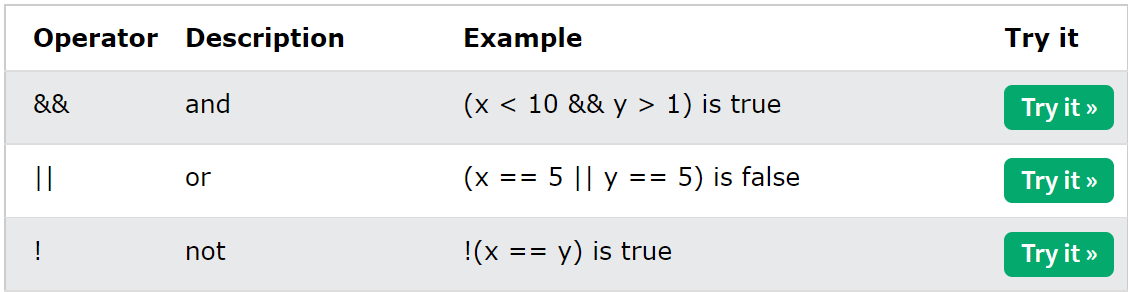 Operator Description Example Try it
&& and (x < 10 && y > 1) is true Try it »
|| or (x == 5 || y == 5) is false Try it »
! not !(x == y) is true Try it »